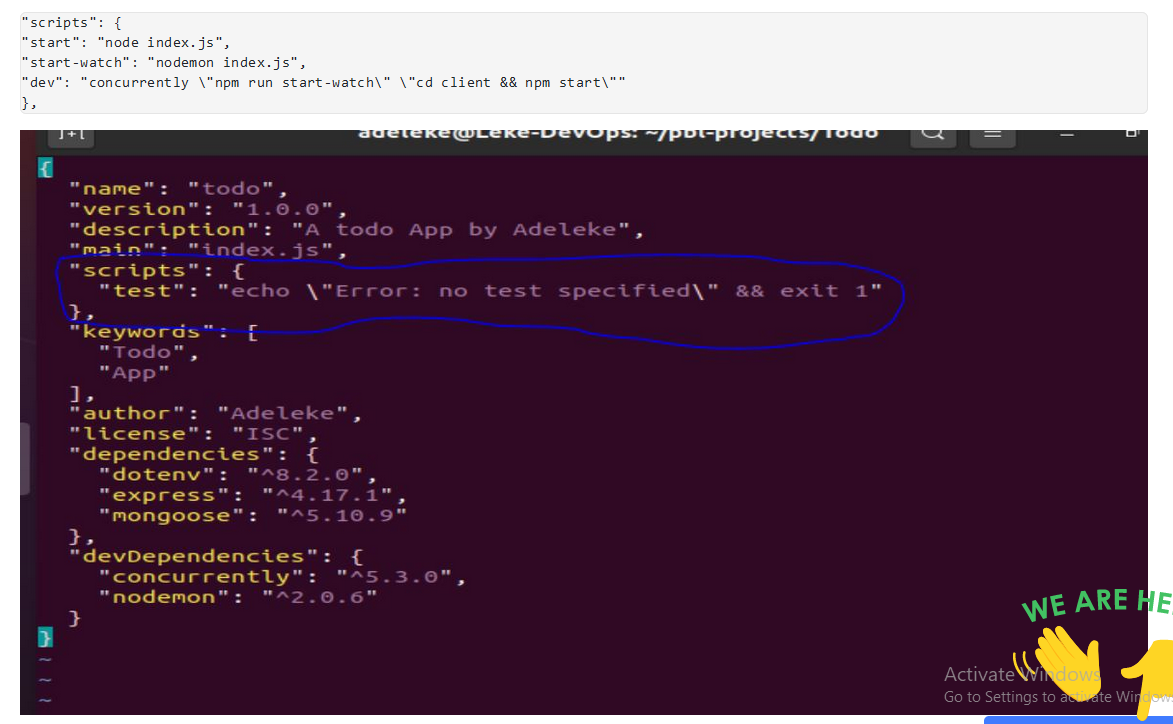 "scripts": {
"start": "node index.js",
"start-watch": "nodemon index.js",
"dev": "concurrently \"npm run start-watch\" \"cd client && npm start\""
},
adeleke@Leke-DevOps: ~/pbl-projects/Todo
{
"name": "todo",
"version": "1.0.0",
"description": "A todo App by Adeleke",
"main": "index.js",
"scripts": {
"test": "echo \"Error: no test specified\" && exit 1"
},
"keywords": [
"Todo",
"App"
],
"author": "Adeleke",
"license": "ISC",
"dependencies": {
"dotenv": "^8.2.0",
"express": "^4.17.1",
"mongoose": "^5.10.9"
},
"devDependencies": {
"concurrently": "^5.3.0",
"nodemon": "^2.0.6"
}
}
~
~
~
WE ARE HE
Activate Windows
Go to Settings to activate Windows